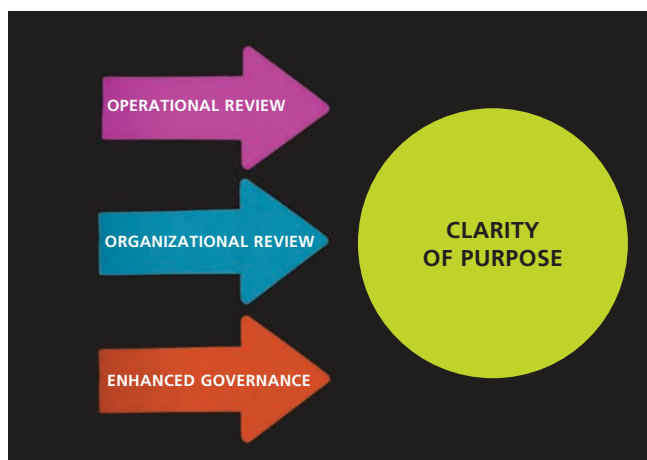 OPERATIONAL REVIEW
ORGANIZATIONAL REVIEW
ENHANCED GOVERNANCE
CLARITY
OF PURPOSE